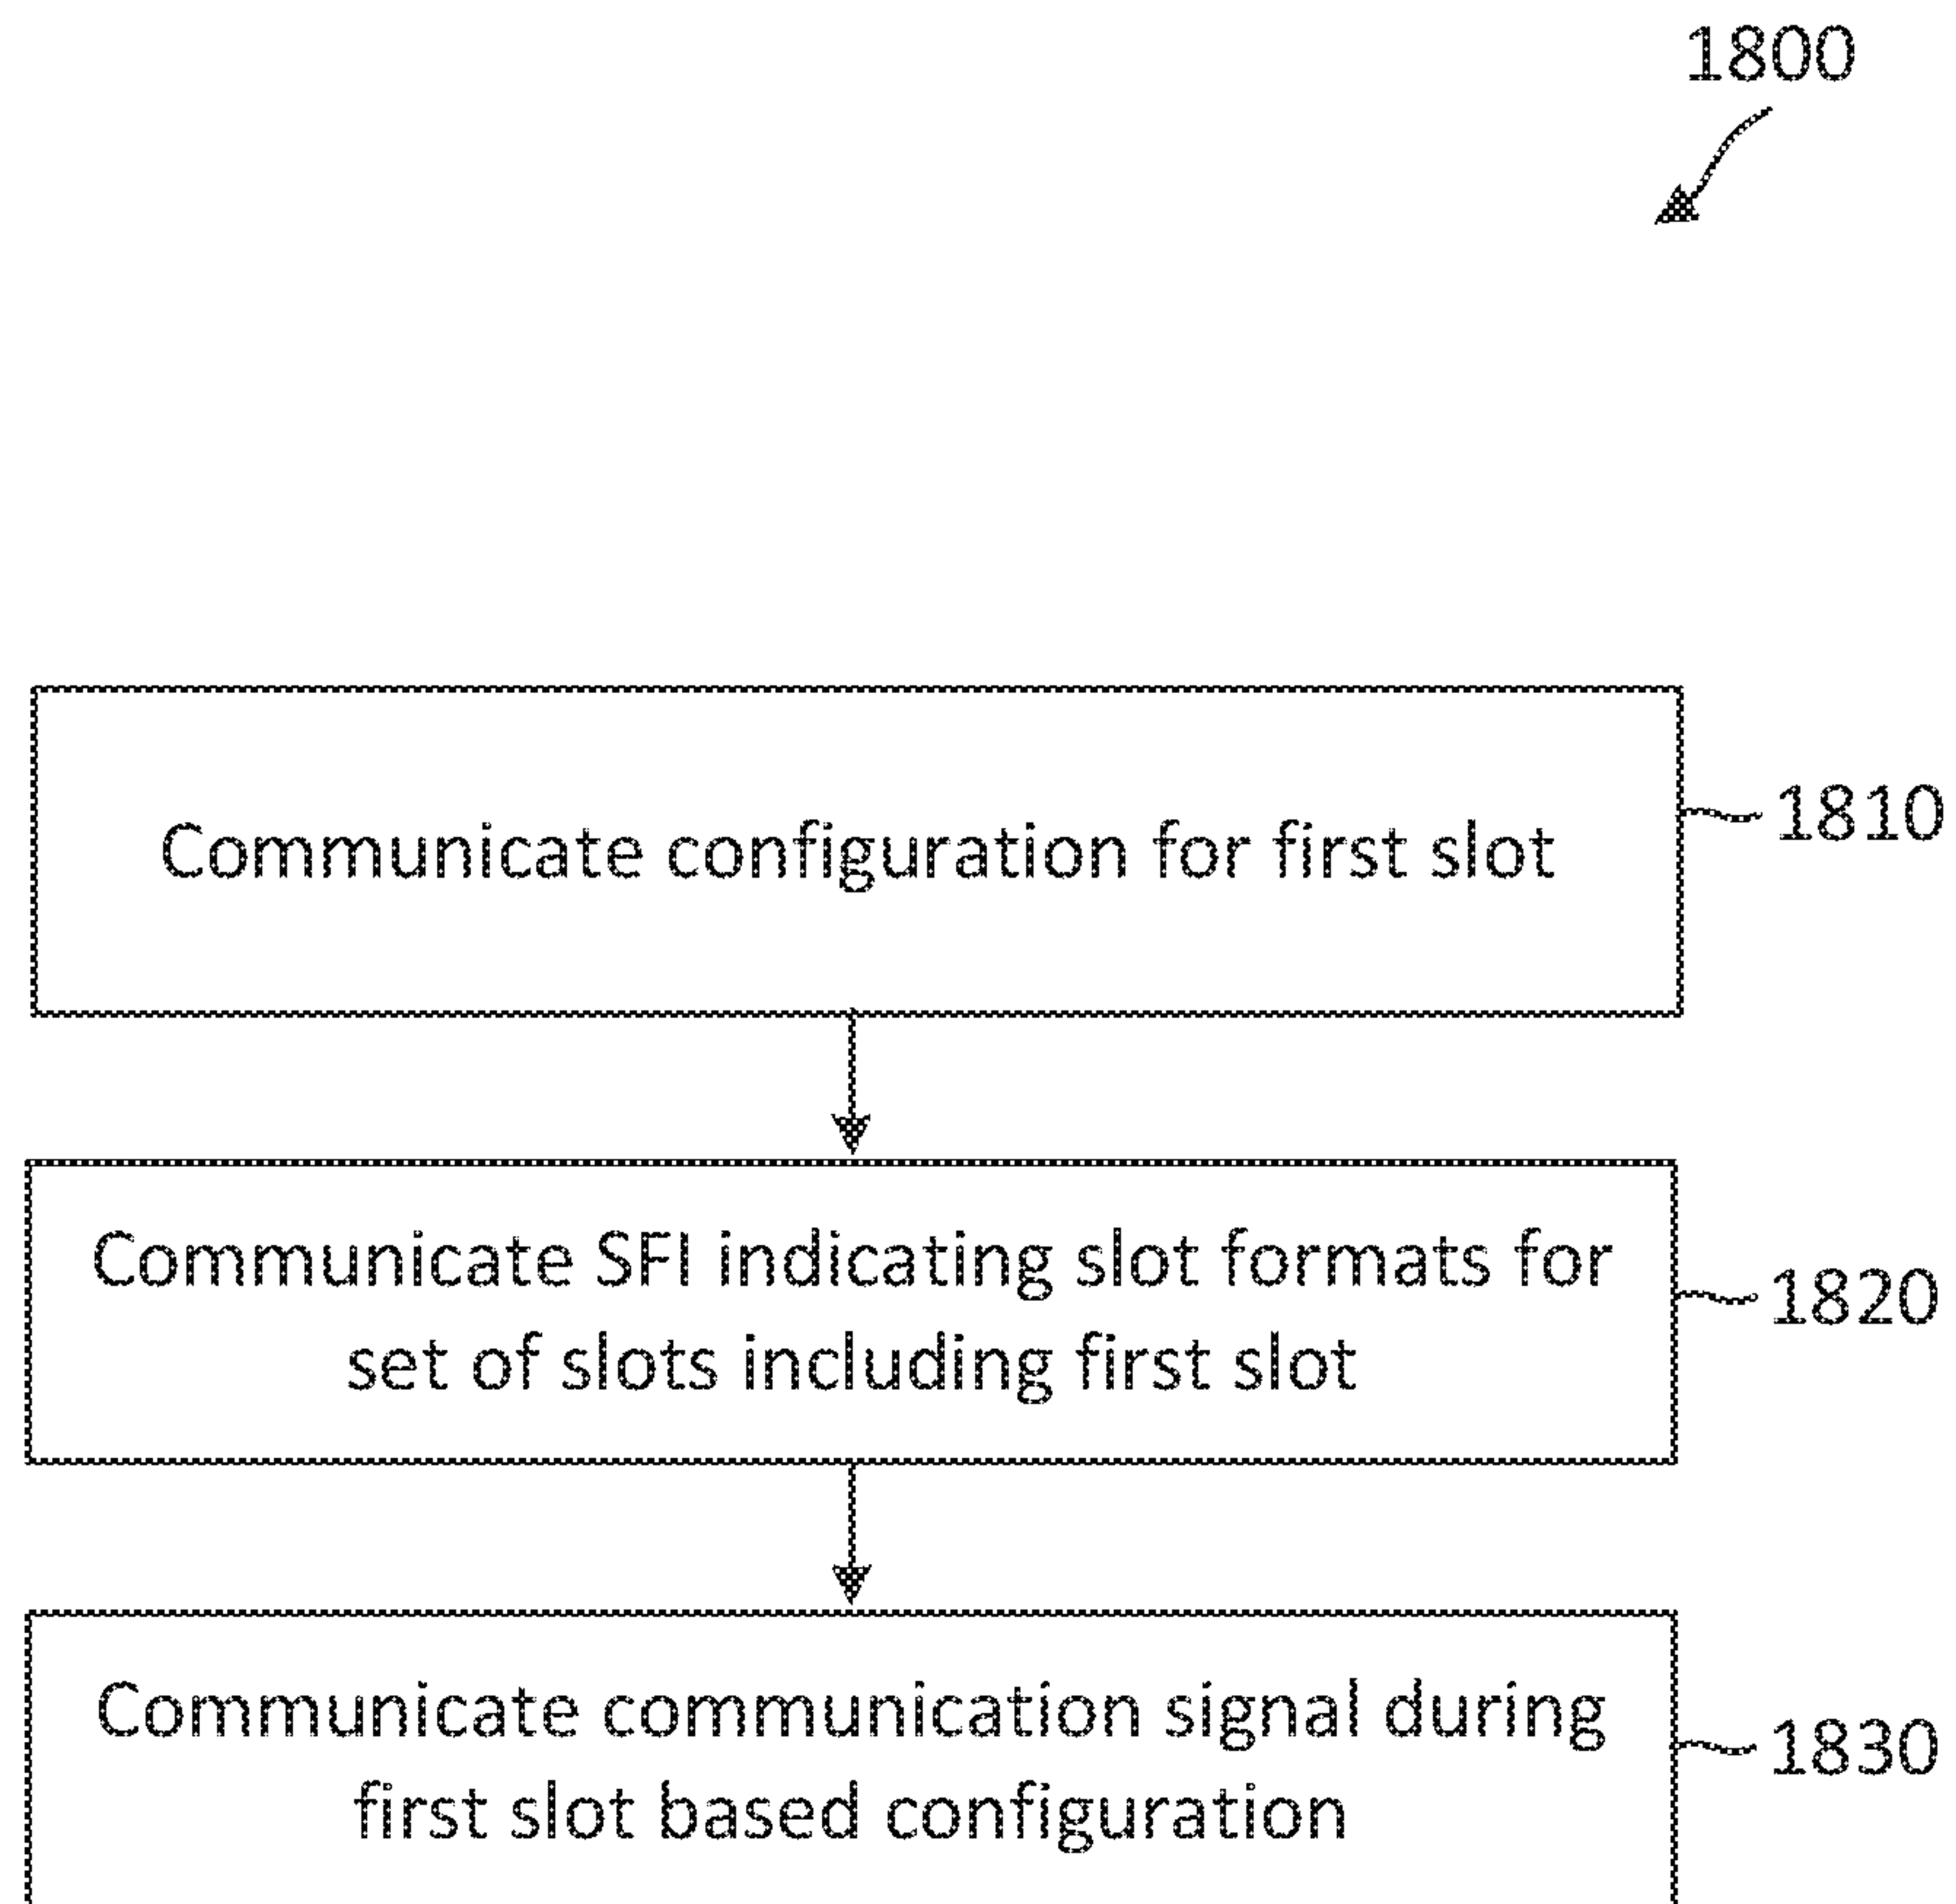 1800
Communicate configuration for first slot
1810
Communicate SFI indicating slot formats for
set of slots including first slot
1820
Communicate communication signal during
first slot based configuration
1830